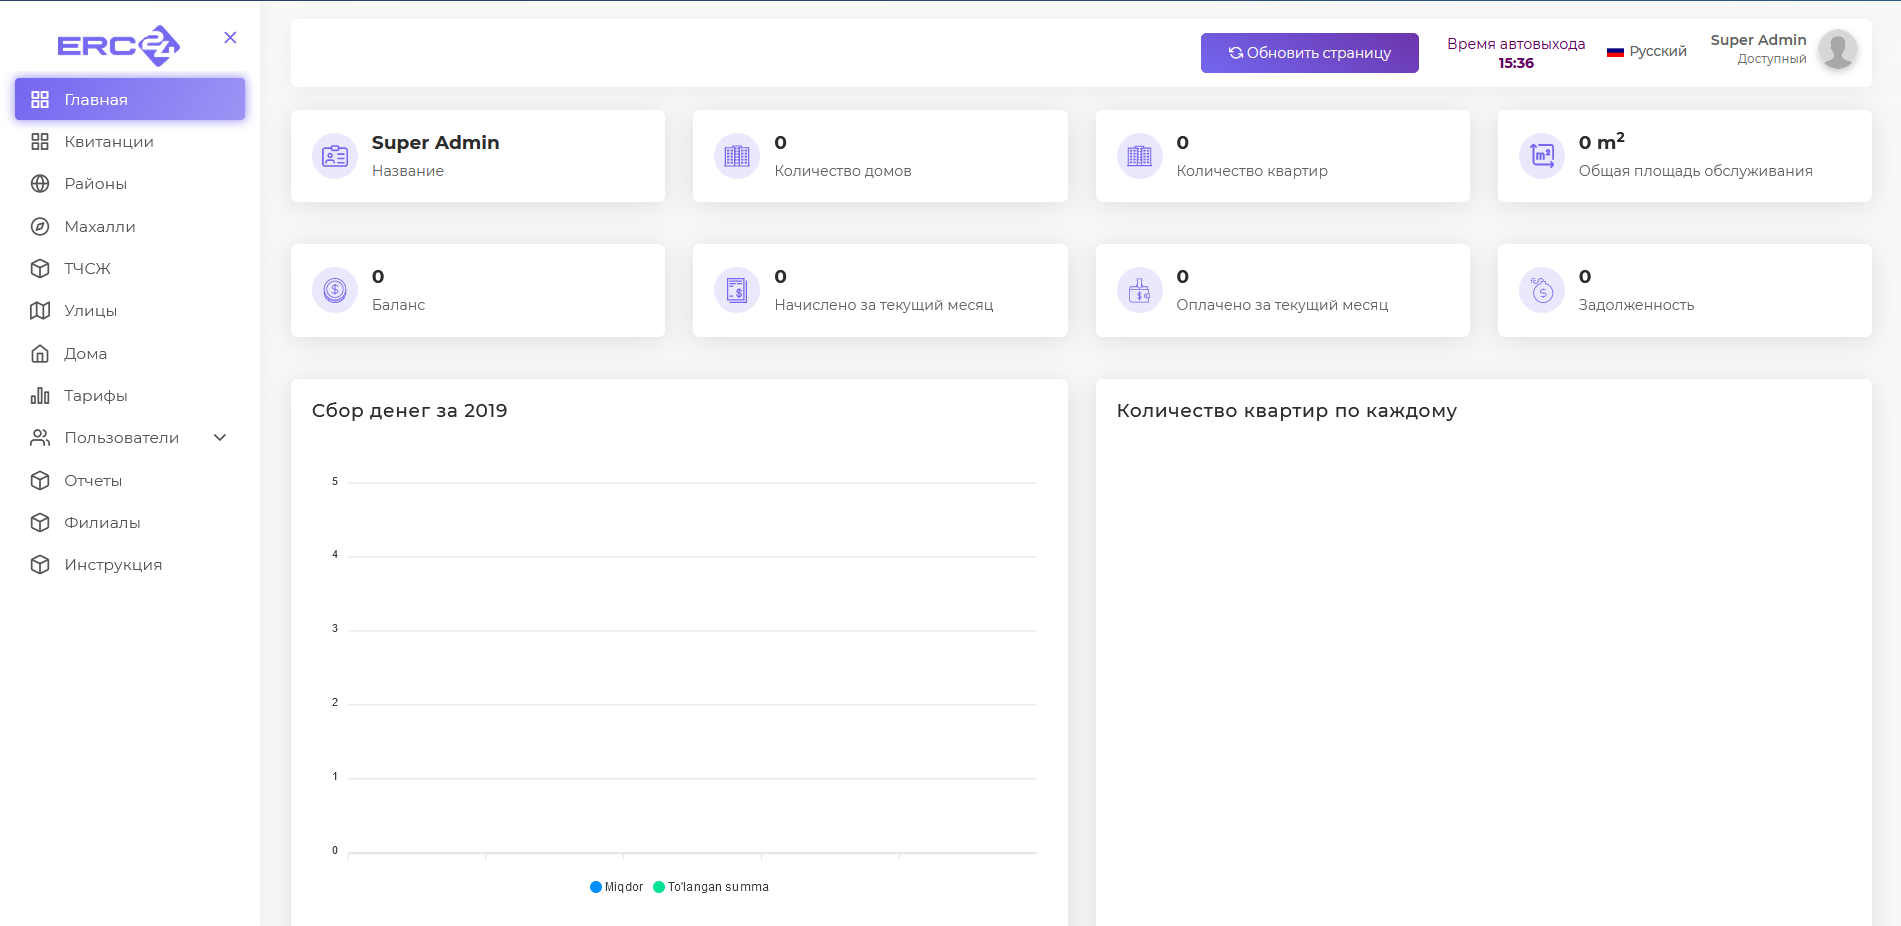 ERC24
Обновить страницу
Время автовыхода
15:36
Русский
Super Admin
Доступный
Главная
Квитанции
Районы
Махалли
ТЧСЖ
Улицы
Дома
Тарифы
Пользователи
Отчеты
Филиалы
Инструкция
Super Admin
Название
0
Количество домов
0
Количество квартир
m²
0 m²
Общая площадь обслуживания
0
Баланс
0
Начислено за текущий месяц
0
Оплачено за текущий месяц
0
Задолженность
Сбор денег за 2019
5
4
3
2
1
0
Miqdor
To'langan summa
Количество квартир по каждому